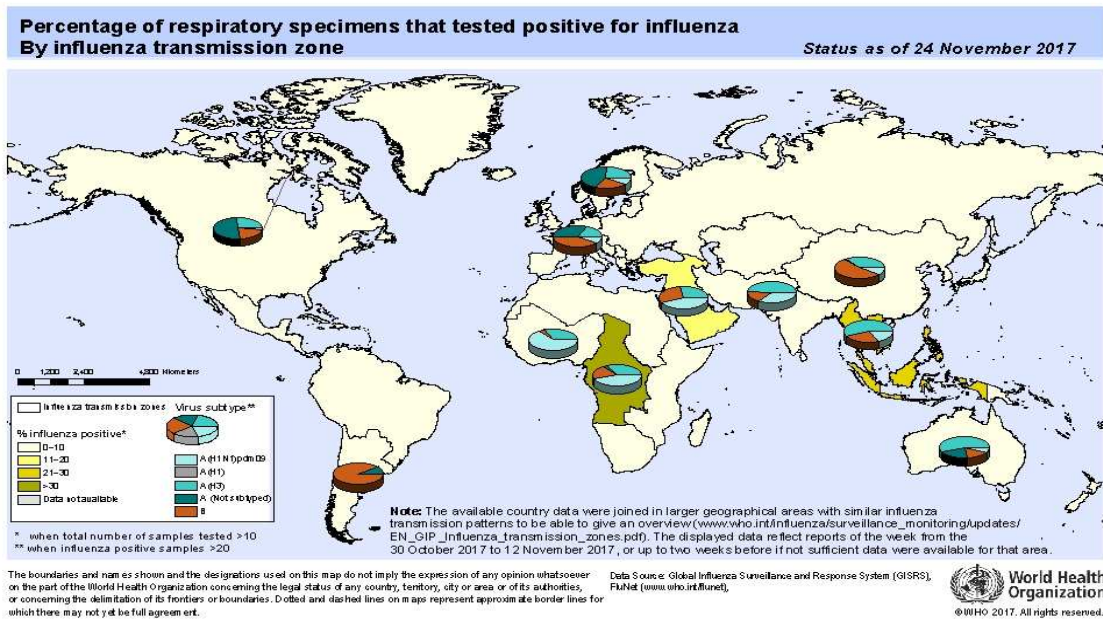 Percentage of respiratory specimens that tested positive for influenza
By influenza transmission zone
Status as of 24 November 2017
0 1,200 2,400 4,800 Kilometers
Influenza transmission zones
% influenza positive*
0-10
11-20
21-30
>30
Data not available
Virus subtype**
A(H1N1)pdm09
A(H1)
A(H3)
A (Not subtyped)
B
* when total number of samples tested >10
** when influenza positive samples >20
Note: The available country data were joined in larger geographical areas with similar influenza
transmission patterns to be able to give an overview (www.who.int/influenza/surveillance_monitoring/updates/
EN_GIP_Influenza_transmission_zones.pdf). The displayed data reflect reports of the week from the
30 October 2017 to 12 November 2017, or up to two weeks before if not sufficient data were available for that area.
The boundaries and names shown and the designations used on this map do not imply the expression of any opinion whatsoever
on the part of the World Health Organization concerning the legal status of any country, territory, city or area or of its authorities,
or concerning the delimitation of its frontiers or boundaries. Dotted and dashed lines on maps represent approximate border lines for
which there may not yet be full agreement.
Data Source: Global Influenza Surveillance and Response System (GISRS),
FluNet (www.who.int/flunet),
World Health
Organization
©WHO 2017. All rights reserved.